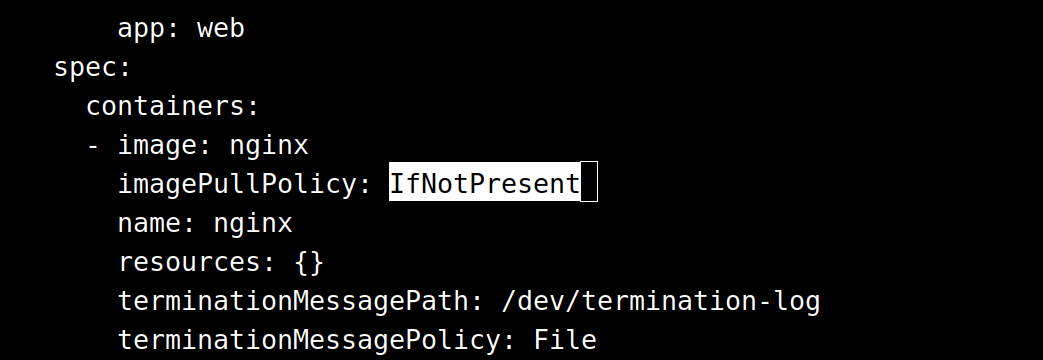 app: web
spec:
containers:
- image: nginx
imagePullPolicy: IfNotPresent
name: nginx
resources: {}
terminationMessagePath: /dev/termination-log
terminationMessagePolicy: File